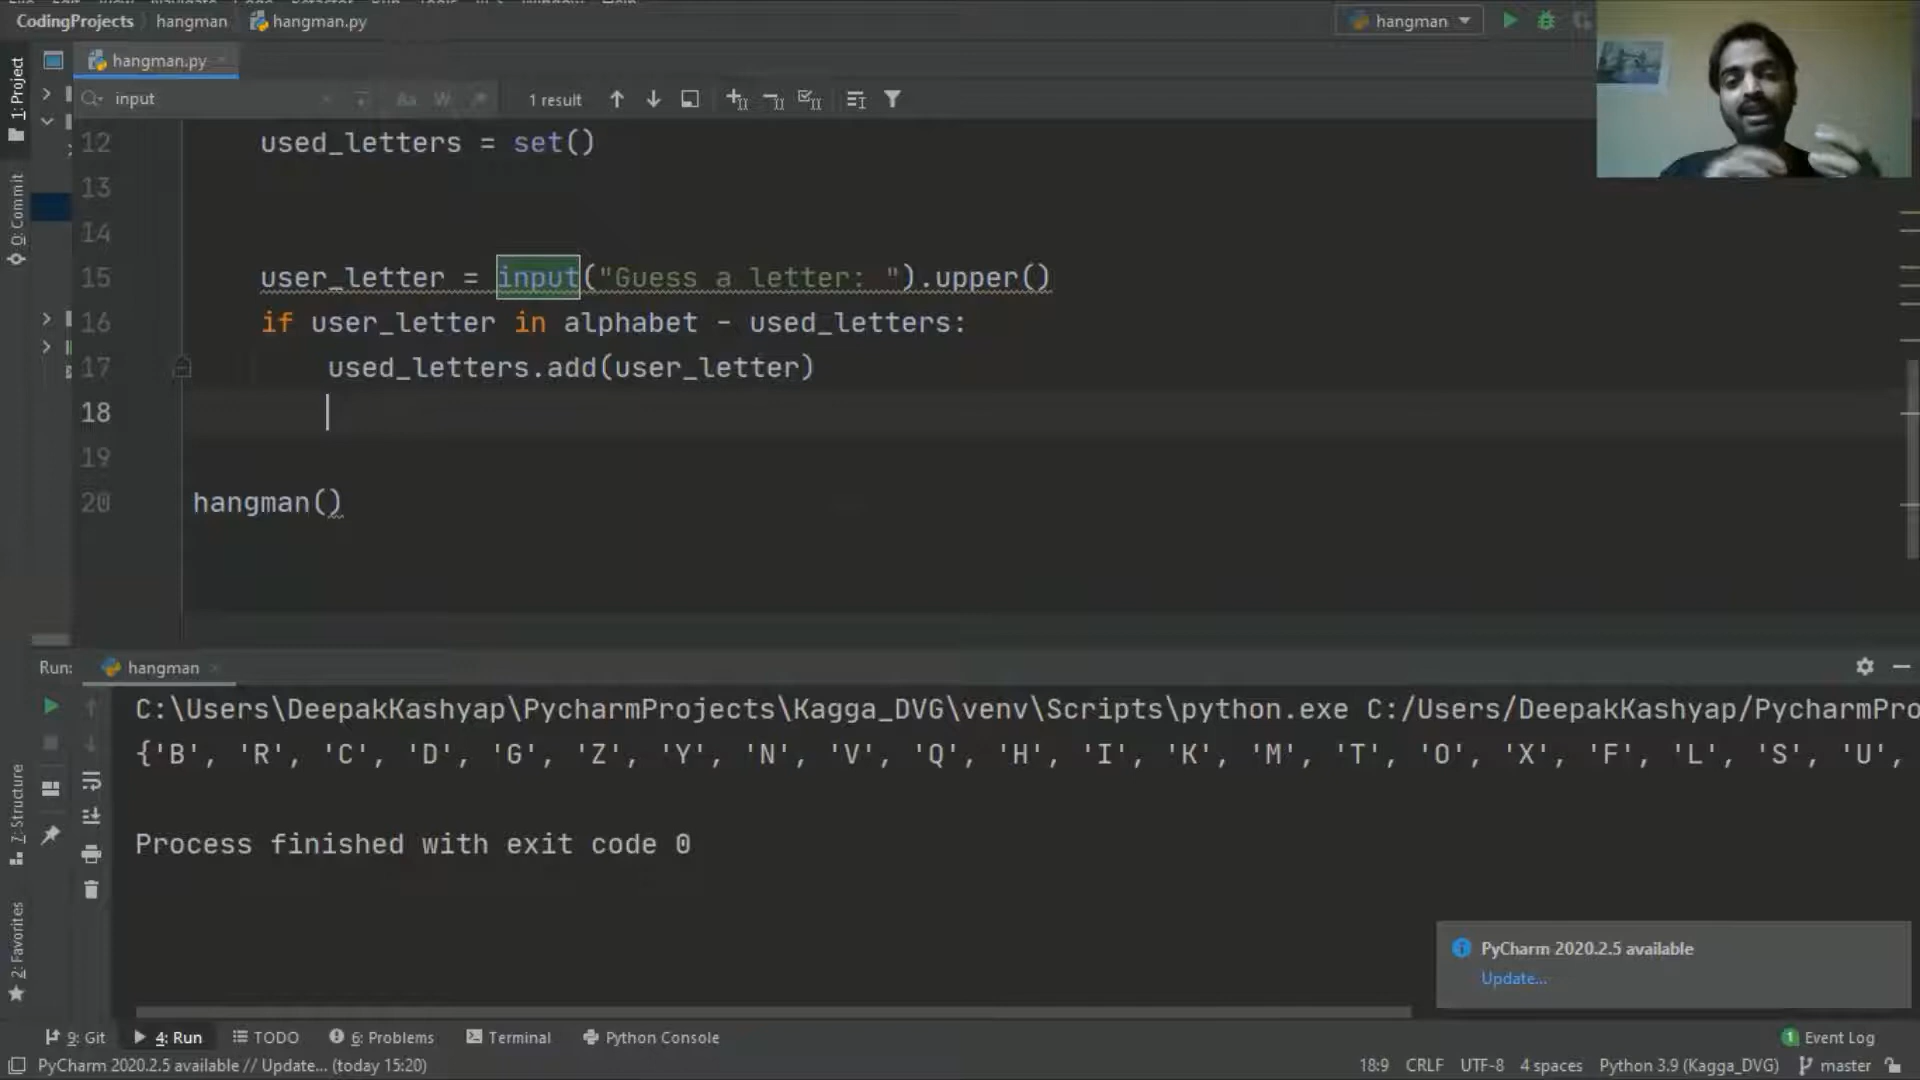 CodingProjects hangman hangman.py hangman
hangman.py
input 1 result
1: Project
0: Commit
12 used_letters = set()
13
14
15 user_letter = input("Guess a letter: ").upper()
16 if user_letter in alphabet - used_letters:
17 used_letters.add(user_letter)
18
19
20 hangman()
Run: hangman
C:\Users\DeepakKashyap\PycharmProjects\Kagga_DVG\venv\Scripts\python.exe C:/Users/DeepakKashyap/PycharmPro
{'B', 'R', 'C', 'D', 'G', 'Z', 'Y', 'N', 'V', 'Q', 'H', 'I', 'K', 'M', 'T', 'O', 'X', 'F', 'L', 'S', 'U',
Process finished with exit code 0
7: Structure
2: Favorites
PyCharm 2020.2.5 available
Update...
9: Git 4: Run TODO 6: Problems Terminal Python Console 1 Event Log
PyCharm 2020.2.5 available // Update... (today 15:20) 18:9 CRLF UTF-8 4 spaces Python 3.9 (Kagga_DVG) master